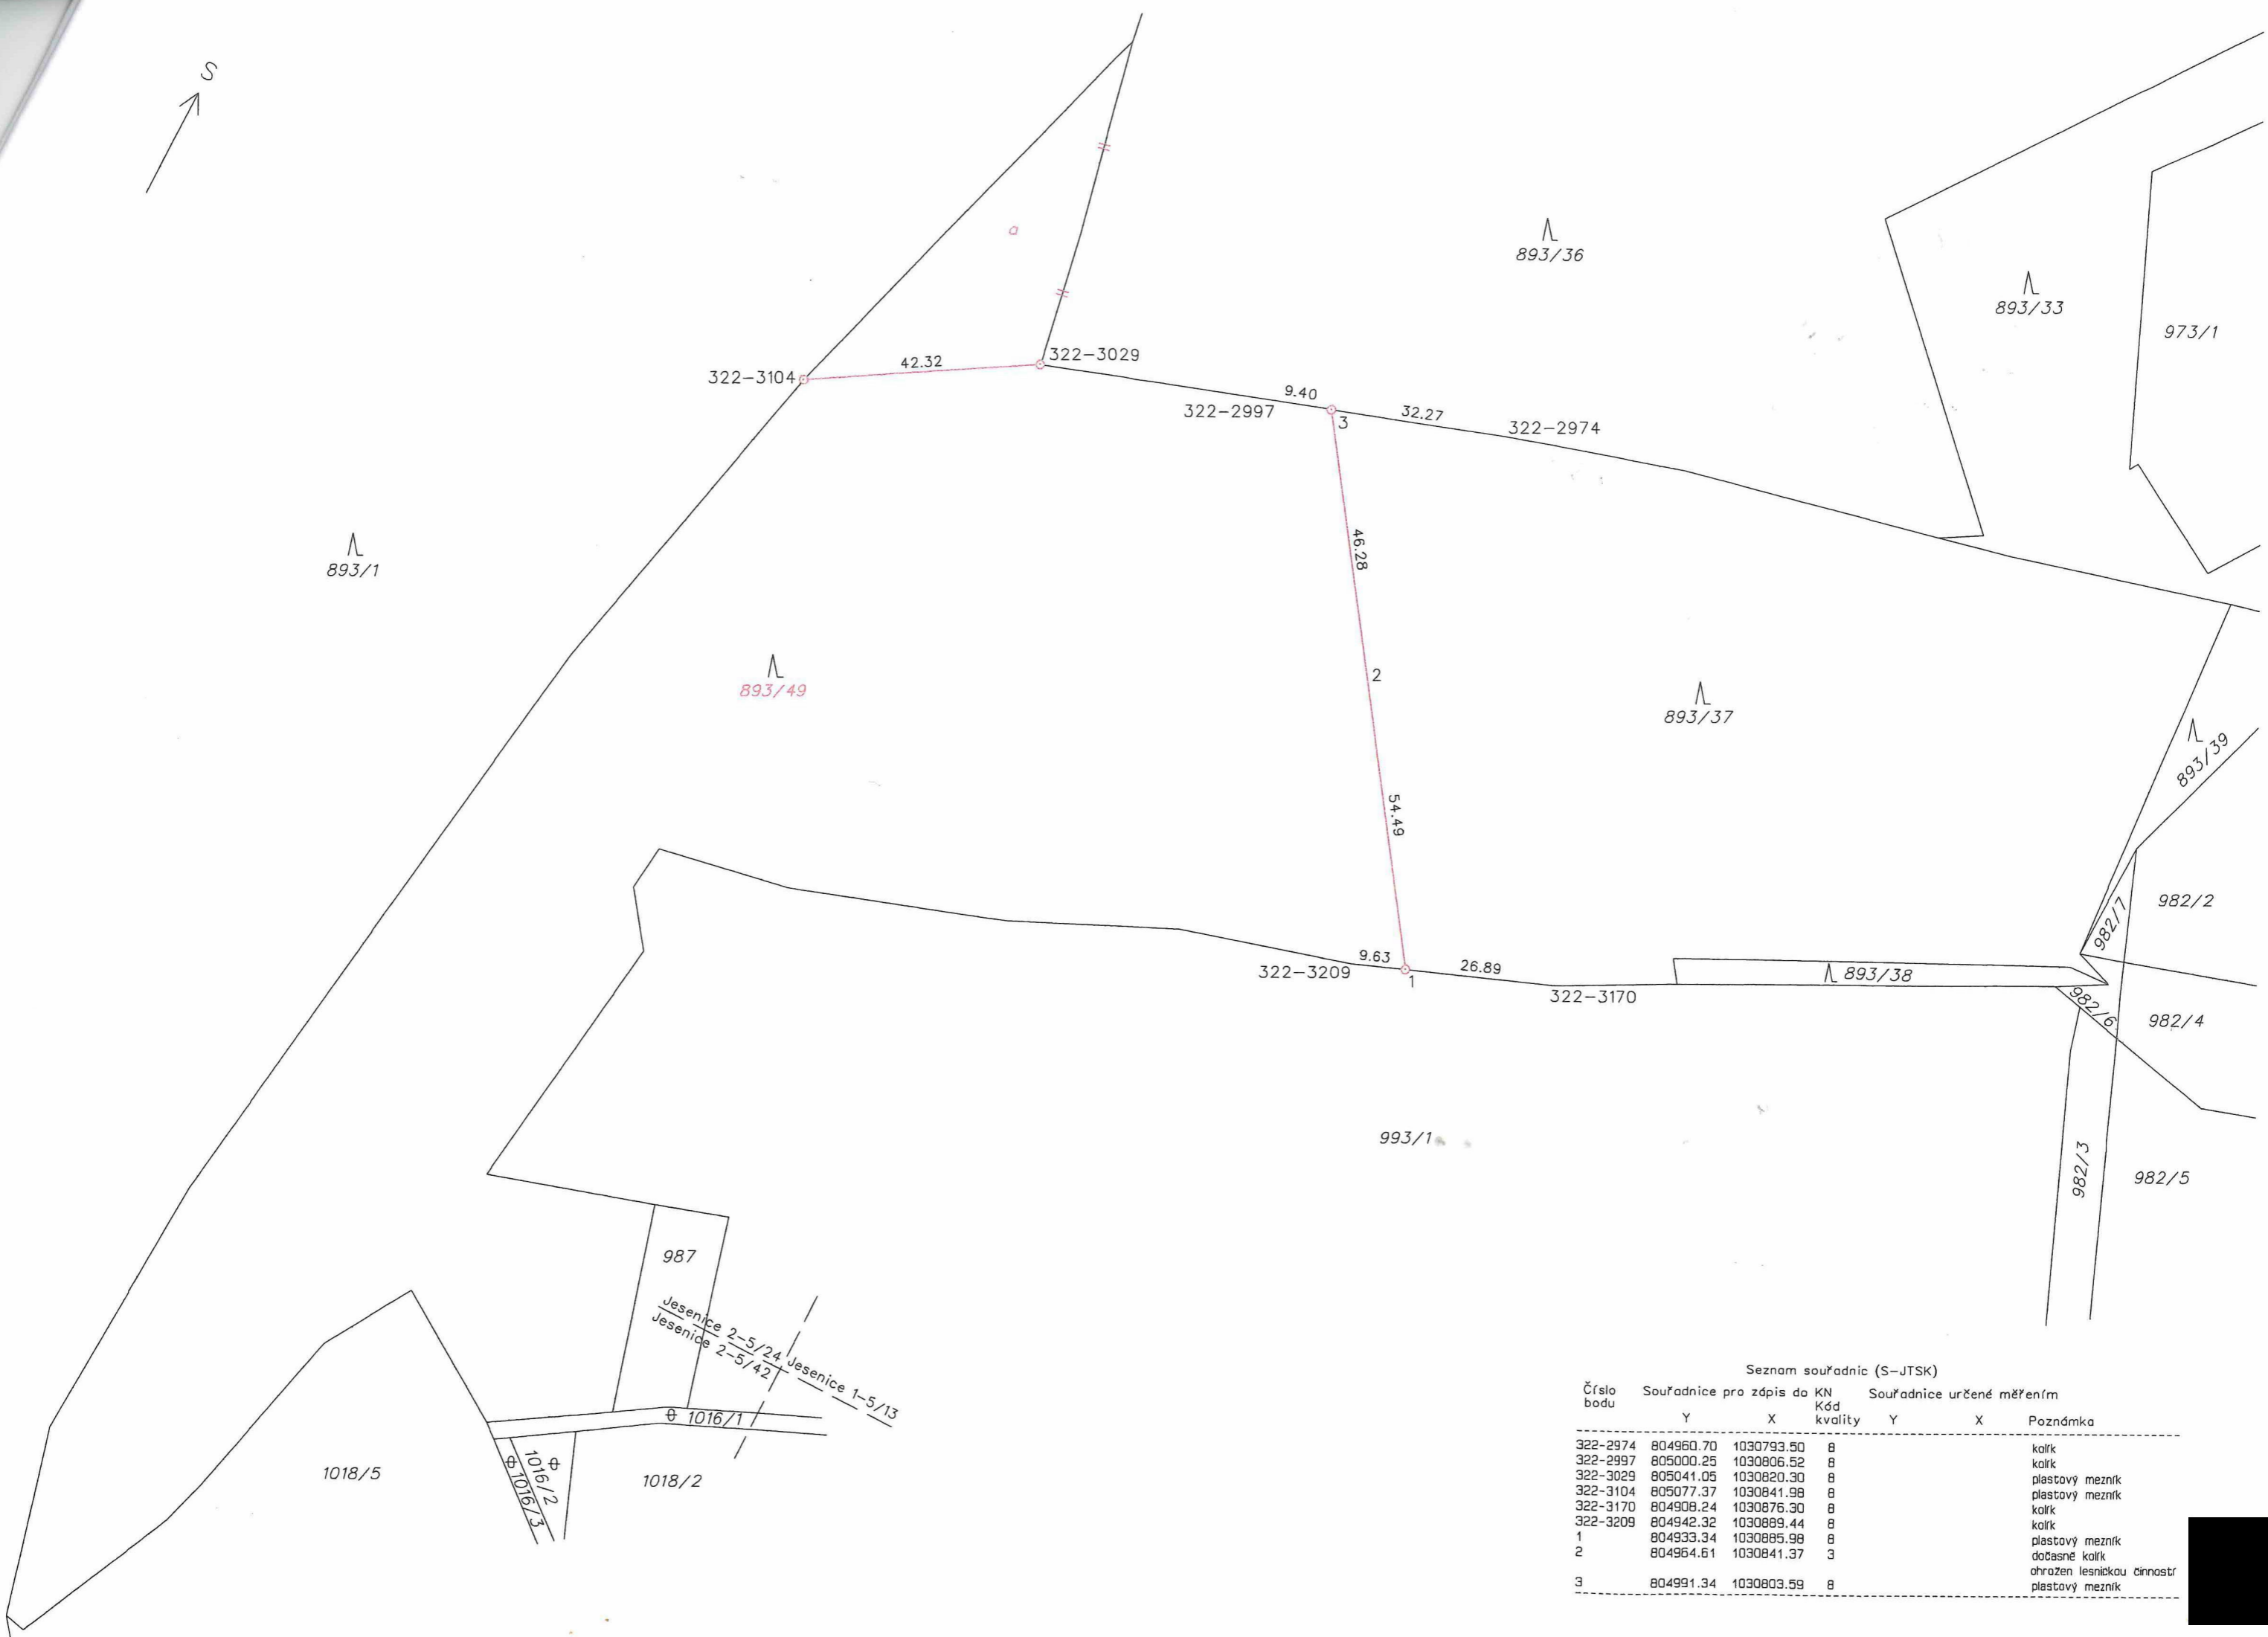 S
a
893/36
893/33
973/1
322-3104
42.32
322-3029
9.40
322-2997
3
32.27
322-2974
893/1
46.28
2
893/49
893/37
893/39
54.49
982/2
982/7
9.63
322-3209
1
26.89
322-3170
893/38
982/6
982/4
993/1
982/3
982/5
987
Jesenice 2-5/24
Jesenice 2-5/42
Jesenice 1-5/13
1016/1
1016/2
1016/3
1018/5
1018/2
Seznam souřadnic (S-JTSK)
Číslo bodu Souřadnice pro zápis do KN Souřadnice určené měřením
Y X Kód kvality Y X Poznámka
322-2974 804960.70 1030793.50 8 kolík
322-2997 805000.25 1030806.52 8 kolík
322-3029 805041.05 1030820.30 8 plastový mezník
322-3104 805077.37 1030841.98 8 plastový mezník
322-3170 804908.24 1030876.30 8 kolík
322-3209 804942.32 1030889.44 8 kolík
1 804933.34 1030885.98 8 plastový mezník
2 804964.61 1030841.37 3 dočasně kolík
ohrožen lesnickou činností
3 804991.34 1030803.59 8 plastový mezník